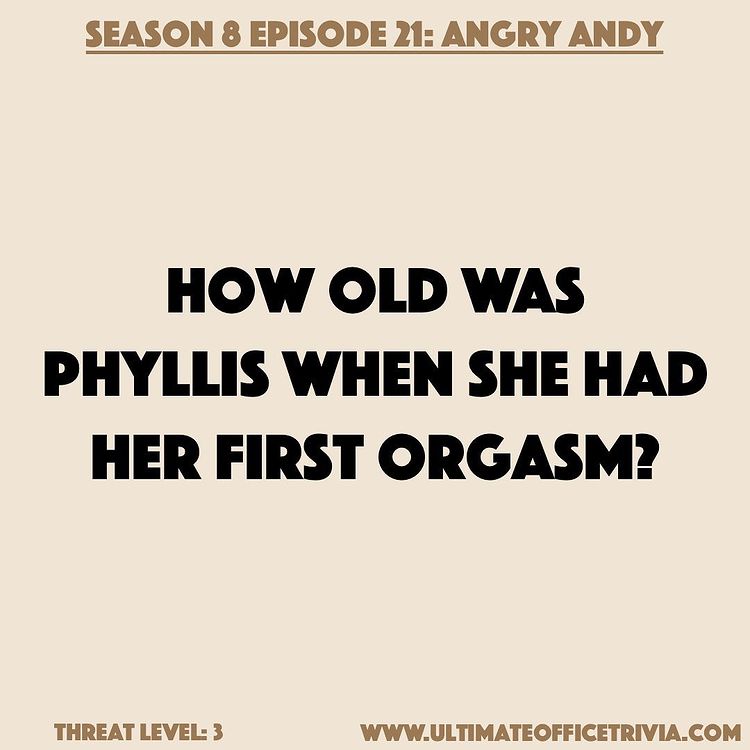 SEASON 8 EPISODE 21: ANGRY ANDY
HOW OLD WAS
PHYLLIS WHEN SHE HAD
HER FIRST ORGASM?
THREAT LEVEL: 3
WWW.ULTIMATEOFFICETRIVIA.COM